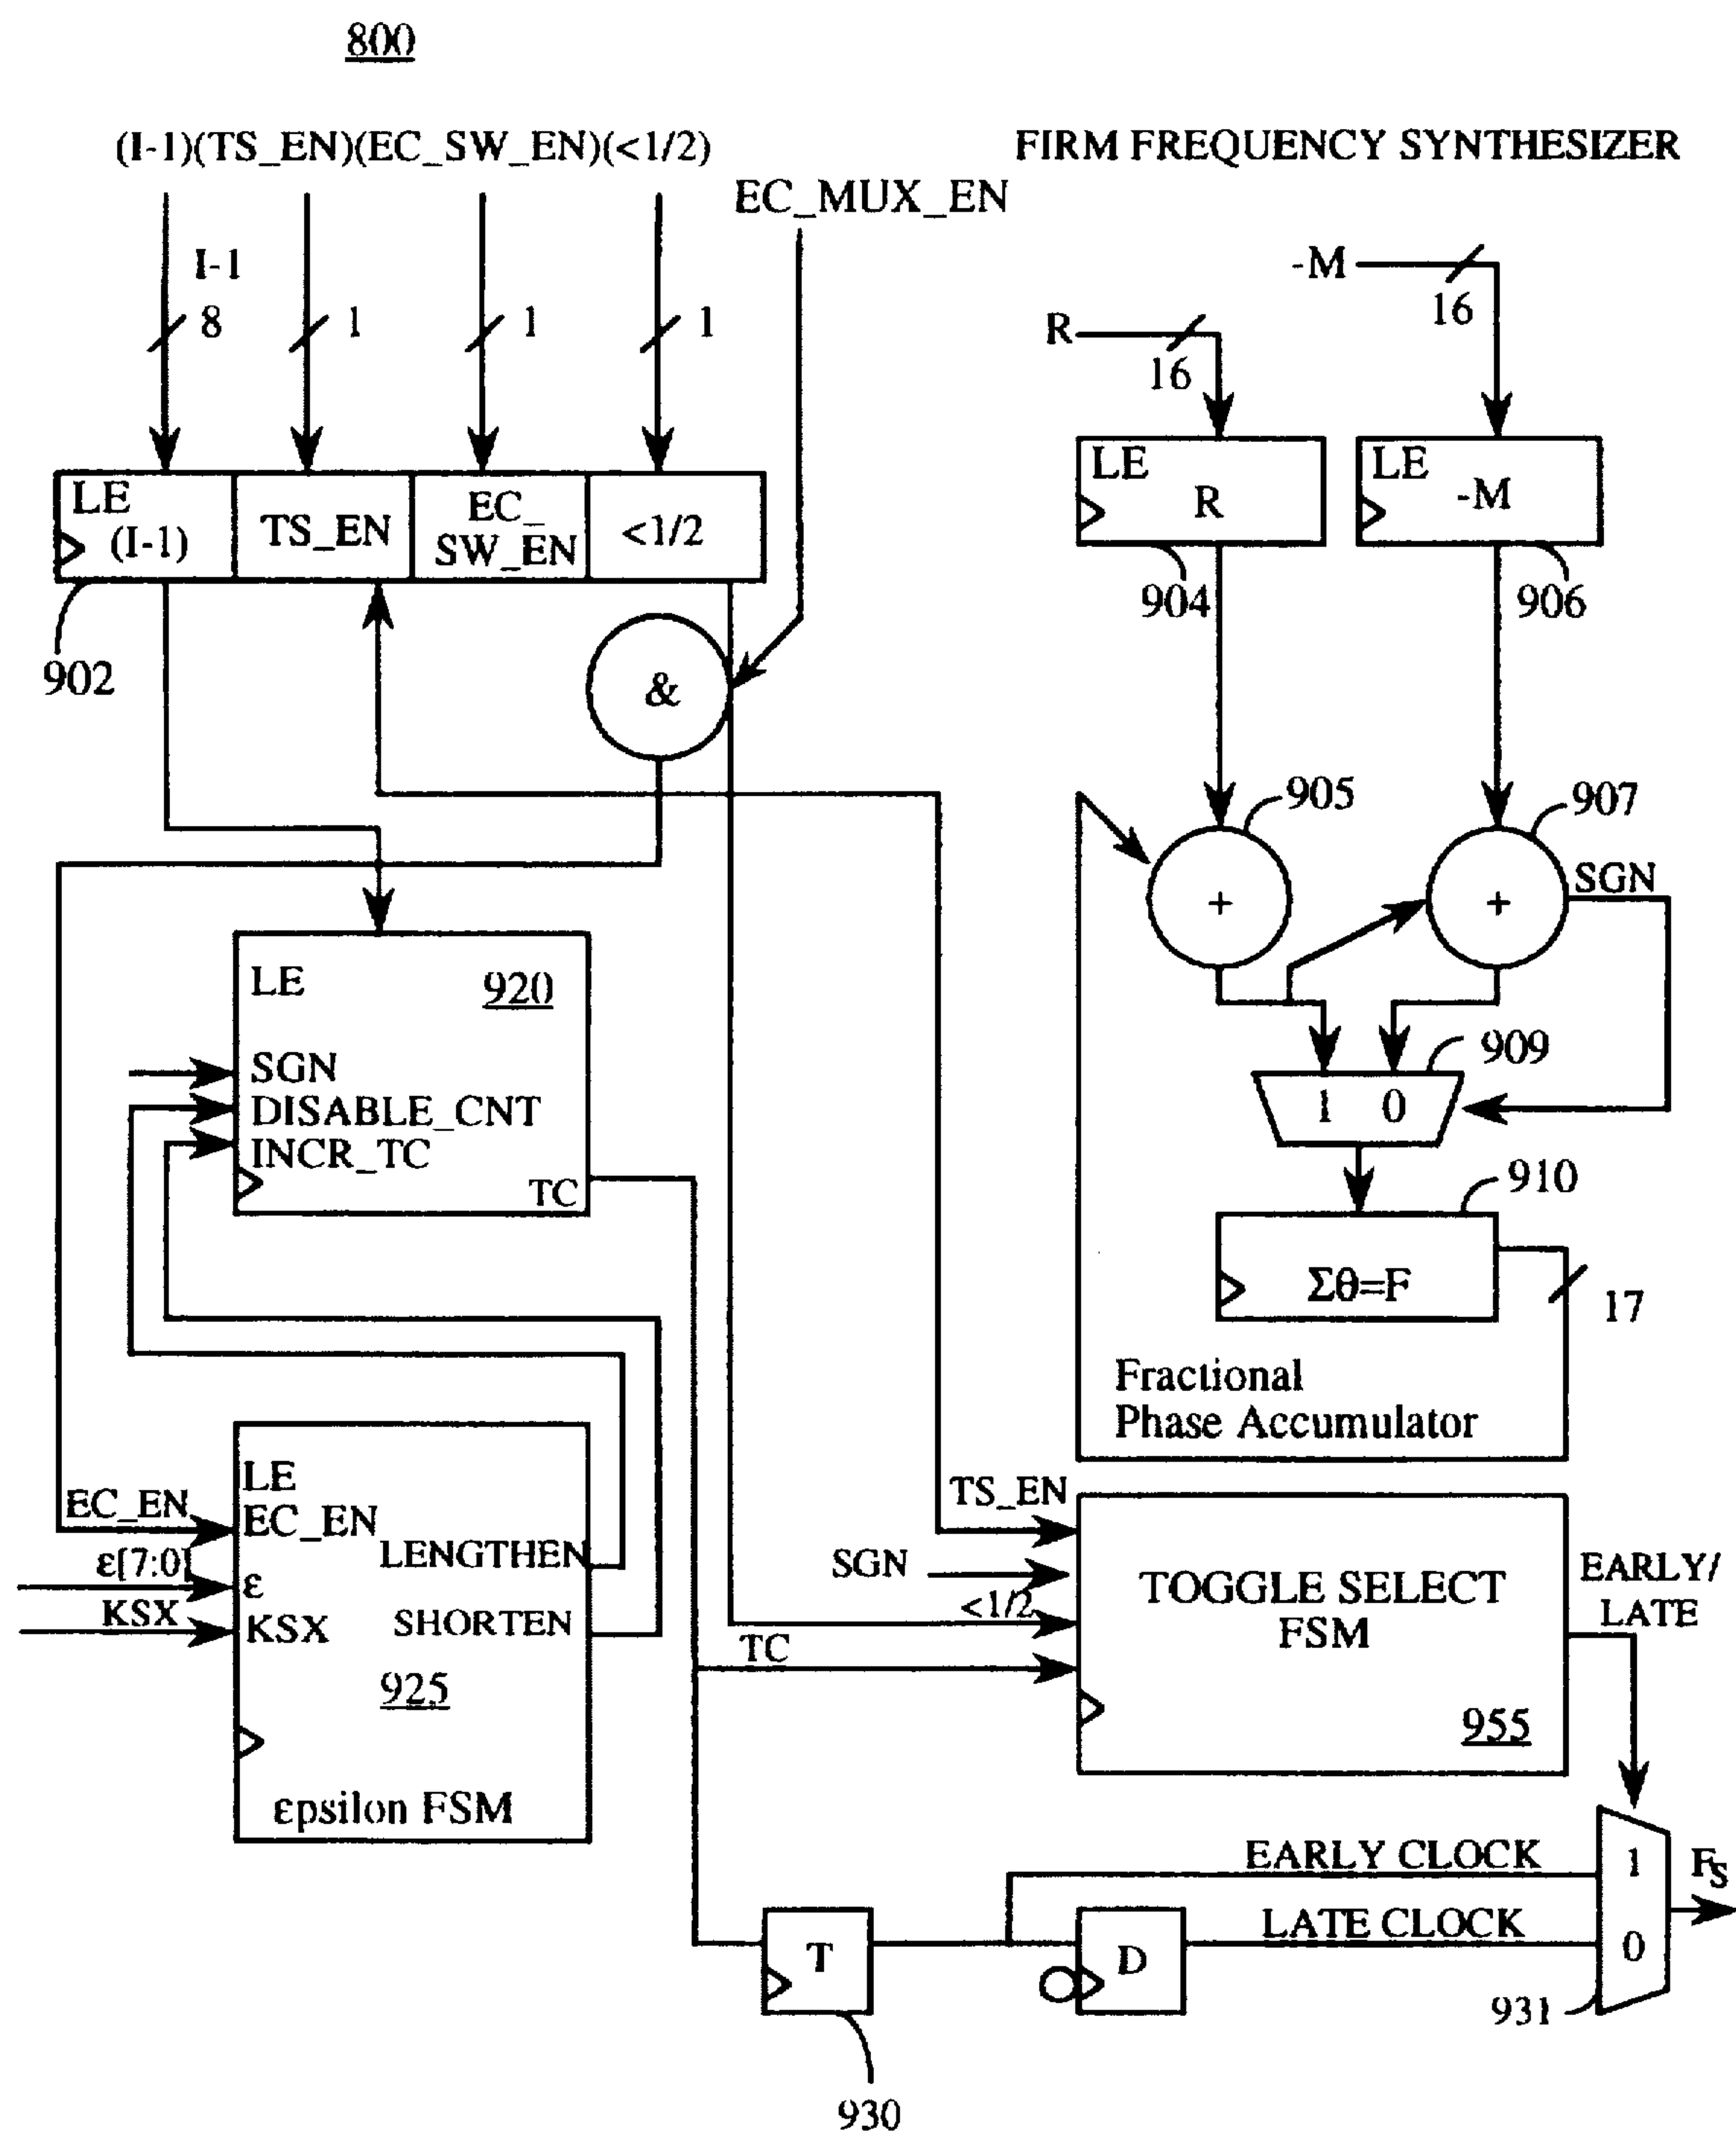 800
(I-1)(TS_EN)(EC_SW_EN)(<1/2)
FIRM FREQUENCY SYNTHESIZER
EC_MUX_EN
I-1
8
1
1
1
-M
16
R
16
LE
(I-1)
TS_EN
EC_
SW_EN
<1/2
LE
R
LE
-M
902
904
906
&
905
907
+
+
SGN
LE
920
SGN
DISABLE_CNT
INCR_TC
TC
909
1 0
910
Σθ=F
17
Fractional
Phase Accumulator
LE
EC_EN
EC_EN
ε[7:0]
ε
KSX
KSX
LENGTHEN
SHORTEN
925
εpsilon FSM
TS_EN
SGN
<1/2
TC
TOGGLE SELECT
FSM
955
EARLY/
LATE
EARLY CLOCK
LATE CLOCK
1
0
FS
T
D
931
930